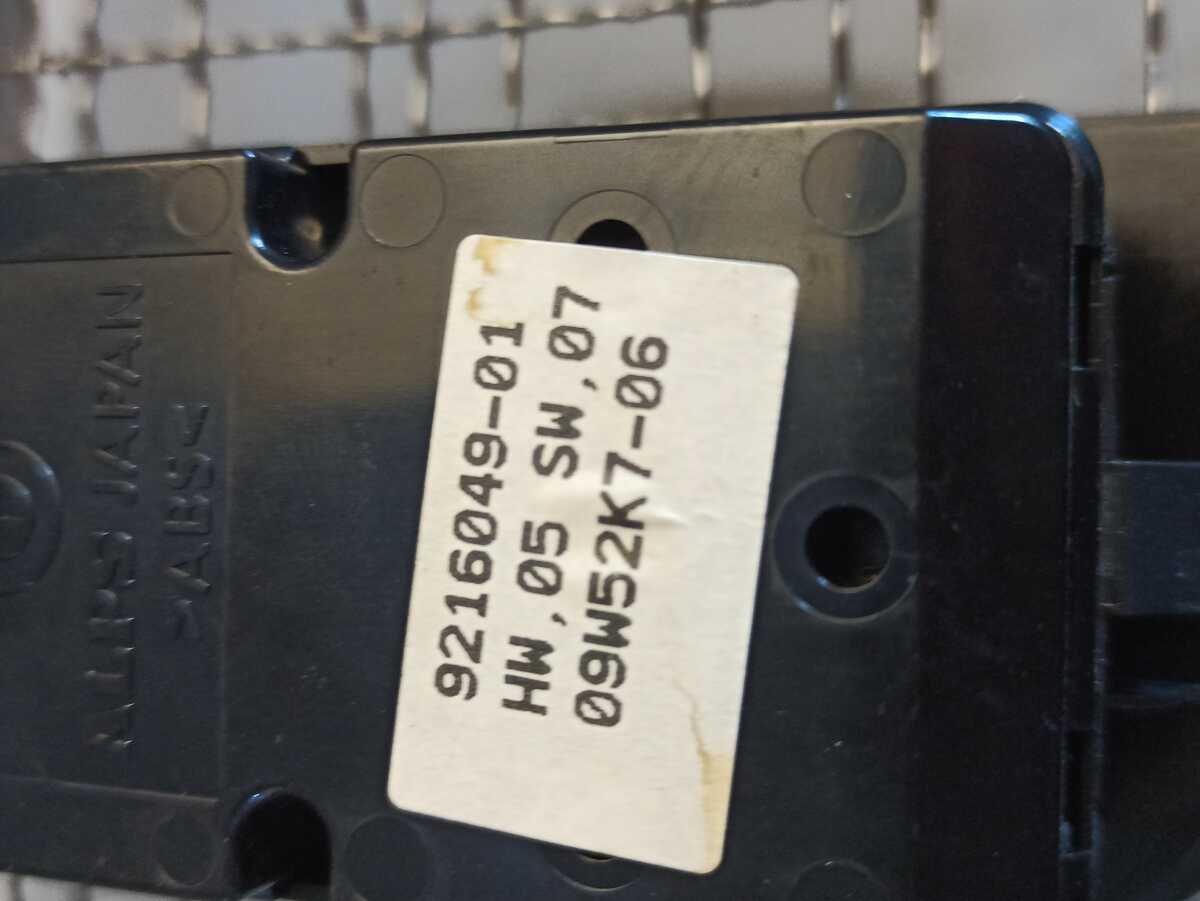 ALPS JAPAN
>ABS<
9216049-01
HW,05 SW,07
09W52K7-06